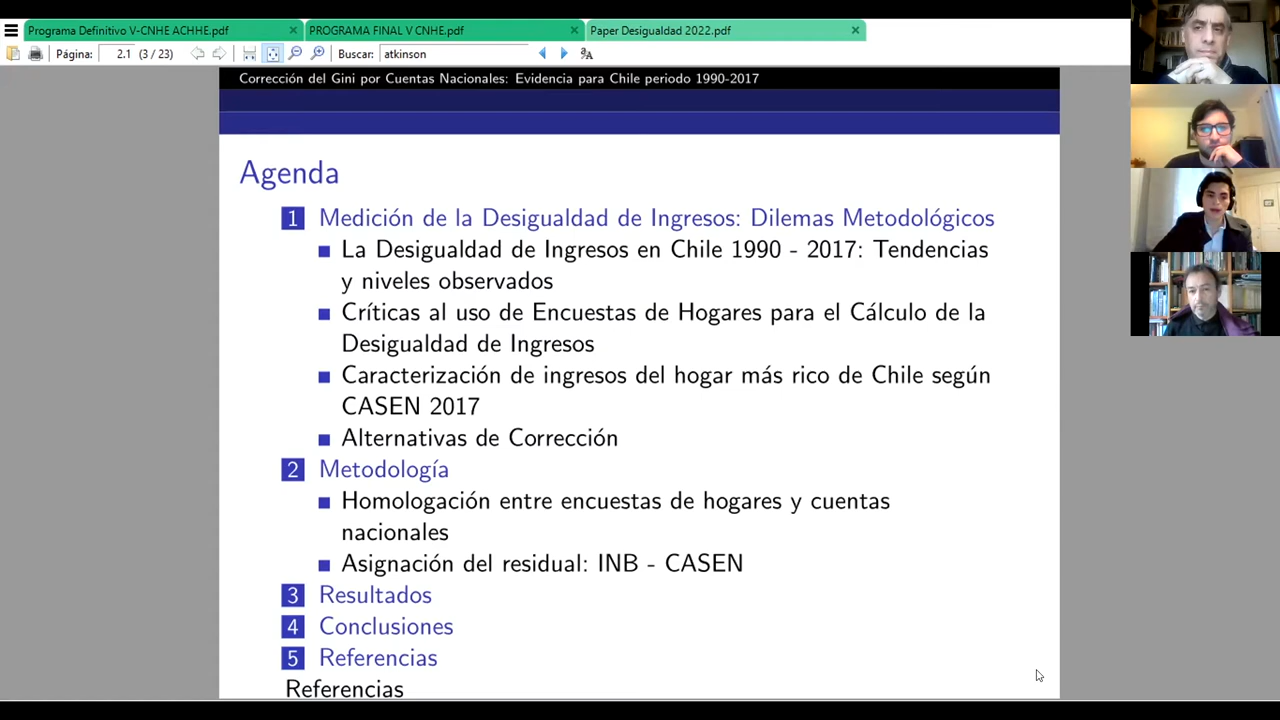 Programa Definitivo V-CNHE ACHHE.pdf
PROGRAMA FINAL V CNHE.pdf
Paper Desigualdad 2022.pdf
Página: 2.1 (3 / 23)
Buscar: atkinson
Corrección del Gini por Cuentas Nacionales: Evidencia para Chile periodo 1990-2017
Agenda
1 Medición de la Desigualdad de Ingresos: Dilemas Metodológicos
La Desigualdad de Ingresos en Chile 1990 - 2017: Tendencias
y niveles observados
Críticas al uso de Encuestas de Hogares para el Cálculo de la
Desigualdad de Ingresos
Caracterización de ingresos del hogar más rico de Chile según
CASEN 2017
Alternativas de Corrección
2 Metodología
Homologación entre encuestas de hogares y cuentas
nacionales
Asignación del residual: INB - CASEN
3 Resultados
4 Conclusiones
5 Referencias
Referencias